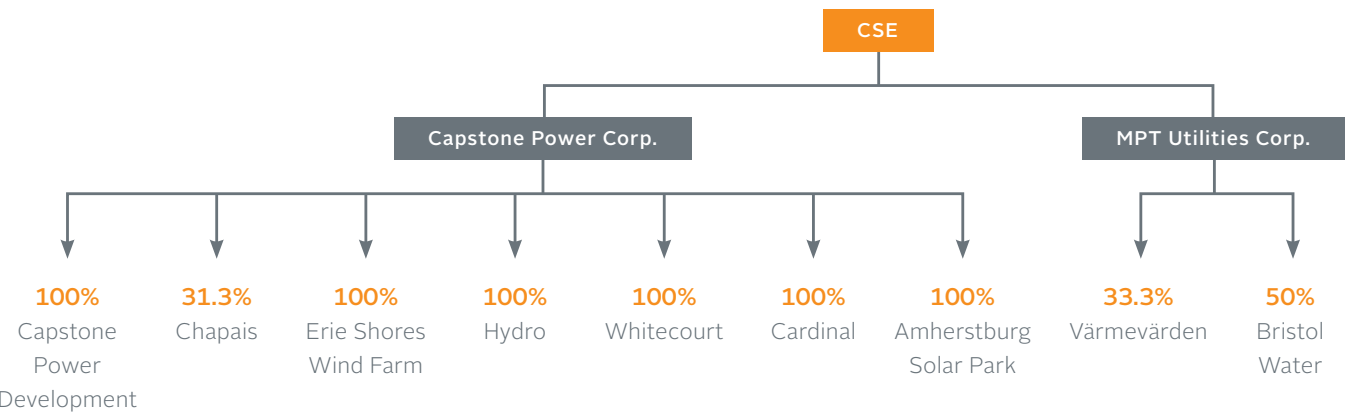 CSE
Capstone Power Corp.
MPT Utilities Corp.
100%
Capstone
Power
Development
31.3%
Chapais
100%
Erie Shores
Wind Farm
100%
Hydro
100%
Whitecourt
100%
Cardinal
100%
Amherstburg
Solar Park
33.3%
Värmevärden
50%
Bristol
Water